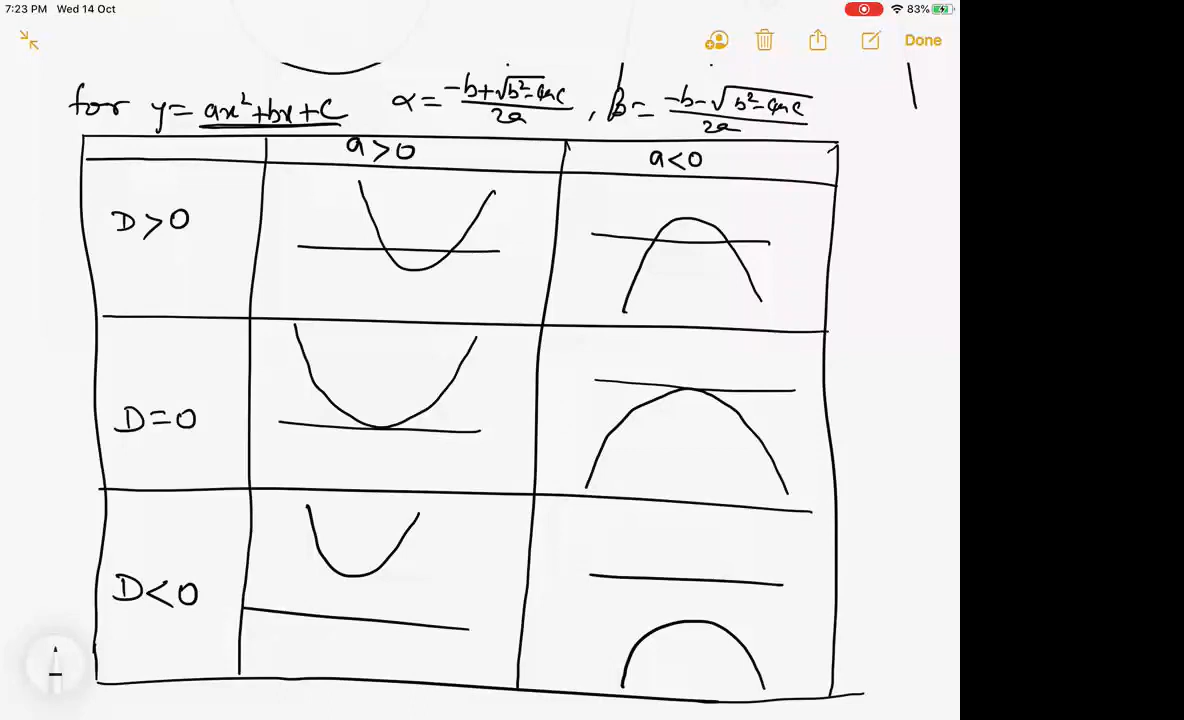 7:23 PM Wed 14 Oct 83%
Done
for y = ax²+bx+c α = -b+√b²-4ac/2a , β = -b-√b²-4ac/2a
a>0 a<0
D>0
D=0
D<0